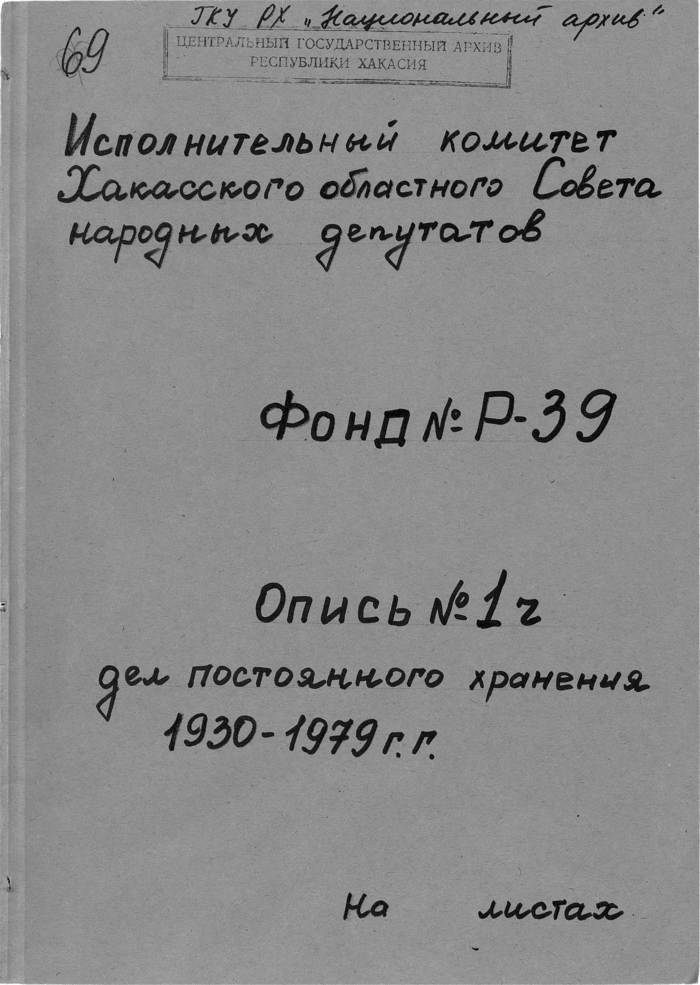 ГКУ РХ „Национальный архив"
69
ЦЕНТРАЛЬНЫЙ ГОСУДАРСТВЕННЫЙ АРХИВ
РЕСПУБЛИКИ ХАКАСИЯ
Исполнительный комитет
Хакасского областного Совета
народных депутатов
Фонд № Р-39
Опись № 1ч
дел постоянного хранения
1930-1979 г.г.
На листах